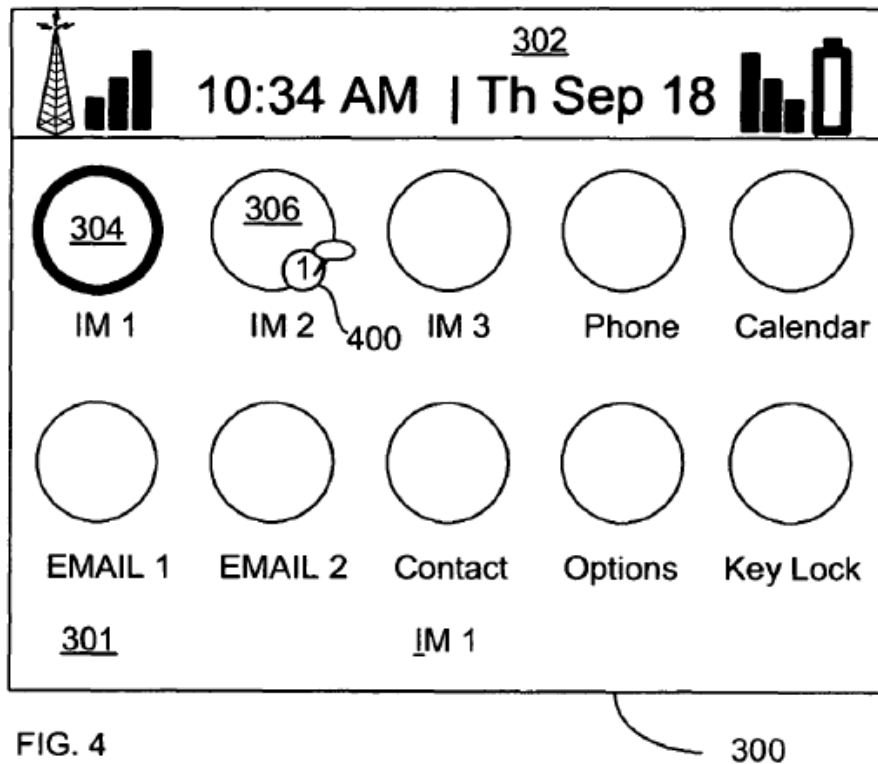 302
10:34 AM | Th Sep 18
304 306
1
IM 1 IM 2 400 IM 3 Phone Calendar
EMAIL 1 EMAIL 2 Contact Options Key Lock
301 IM 1
FIG. 4 300